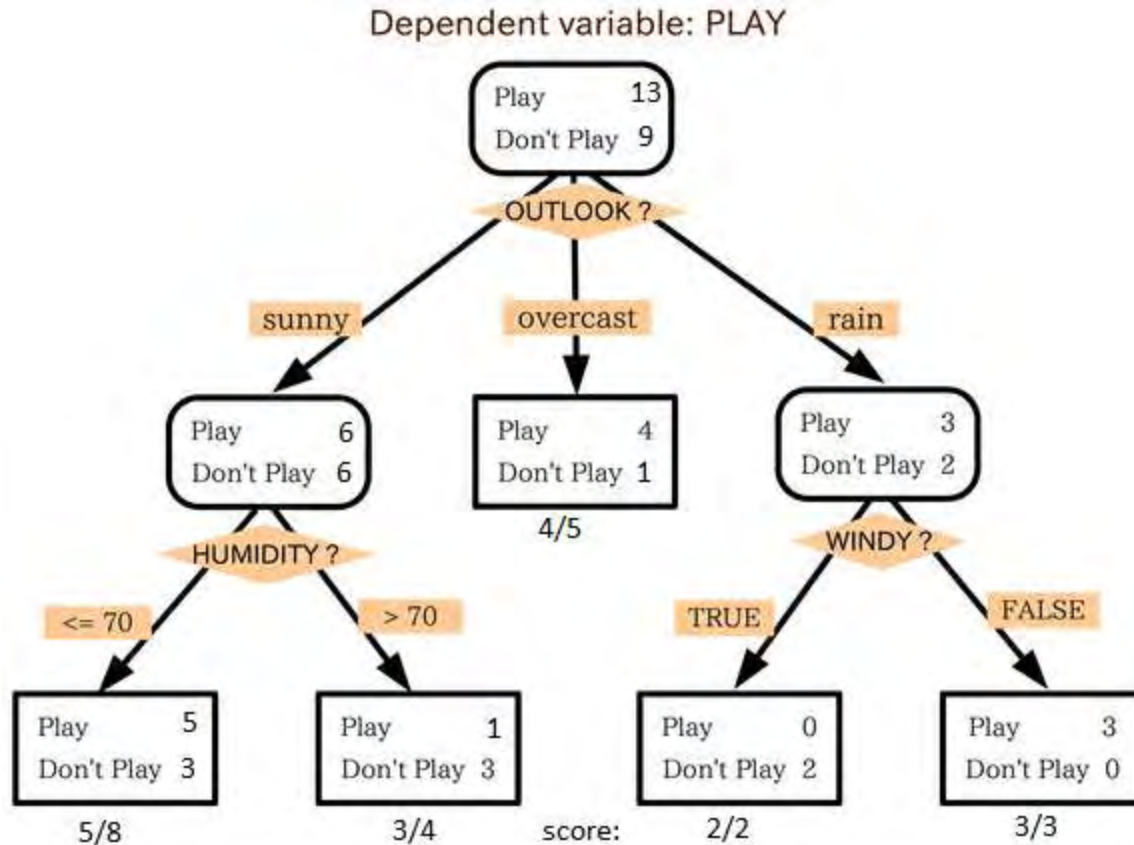 Dependent variable: PLAY
Play 13
Don't Play 9
OUTLOOK ?
sunny
overcast
rain
Play 6
Don't Play 6
Play 4
Don't Play 1
4/5
Play 3
Don't Play 2
HUMIDITY ?
WINDY ?
<= 70
> 70
TRUE
FALSE
Play 5
Don't Play 3
Play 1
Don't Play 3
Play 0
Don't Play 2
Play 3
Don't Play 0
5/8
3/4
score:
2/2
3/3